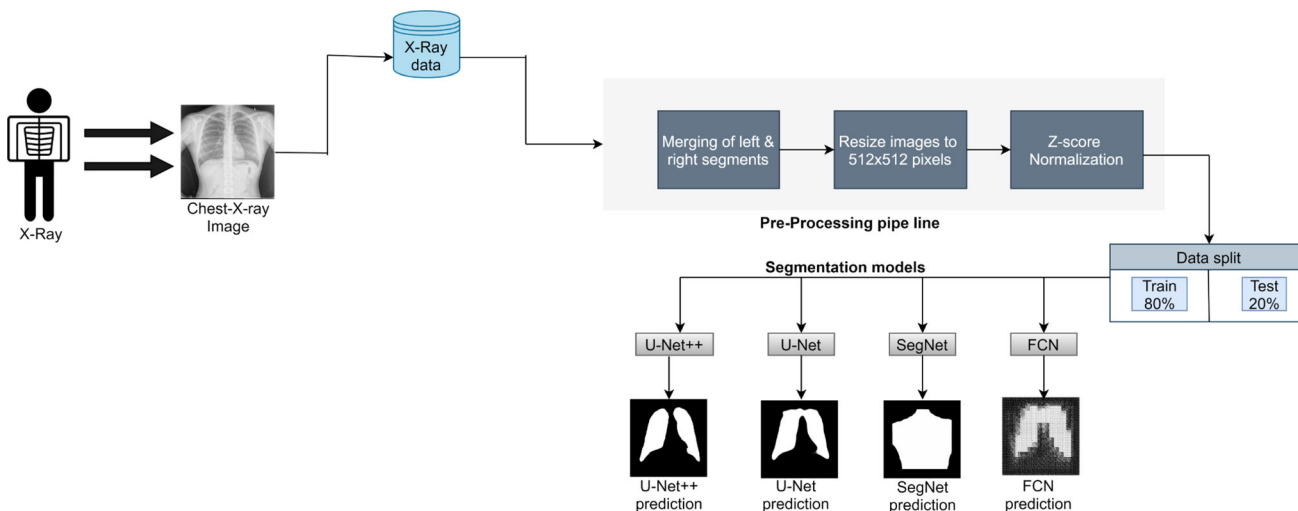 X-Ray
data
X-Ray
Chest-X-ray
Image
Merging of left &
right segments
Resize images to
512x512 pixels
Z-score
Normalization
Pre-Processing pipe line
Data split
Train
80%
Test
20%
Segmentation models
U-Net++
U-Net
SegNet
FCN
U-Net++
prediction
U-Net
prediction
SegNet
prediction
FCN
prediction